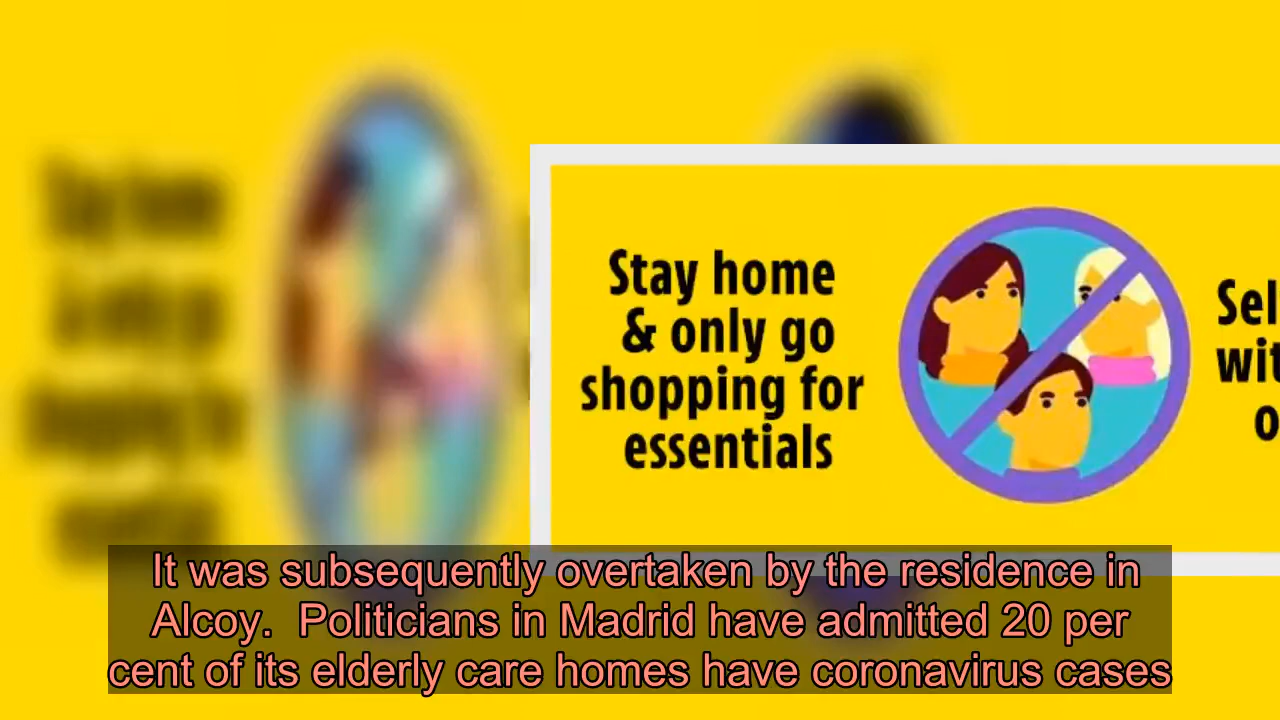 Stay home
& only go
shopping for
essentials
It was subsequently overtaken by the residence in
Alcoy.  Politicians in Madrid have admitted 20 per
cent of its elderly care homes have coronavirus cases